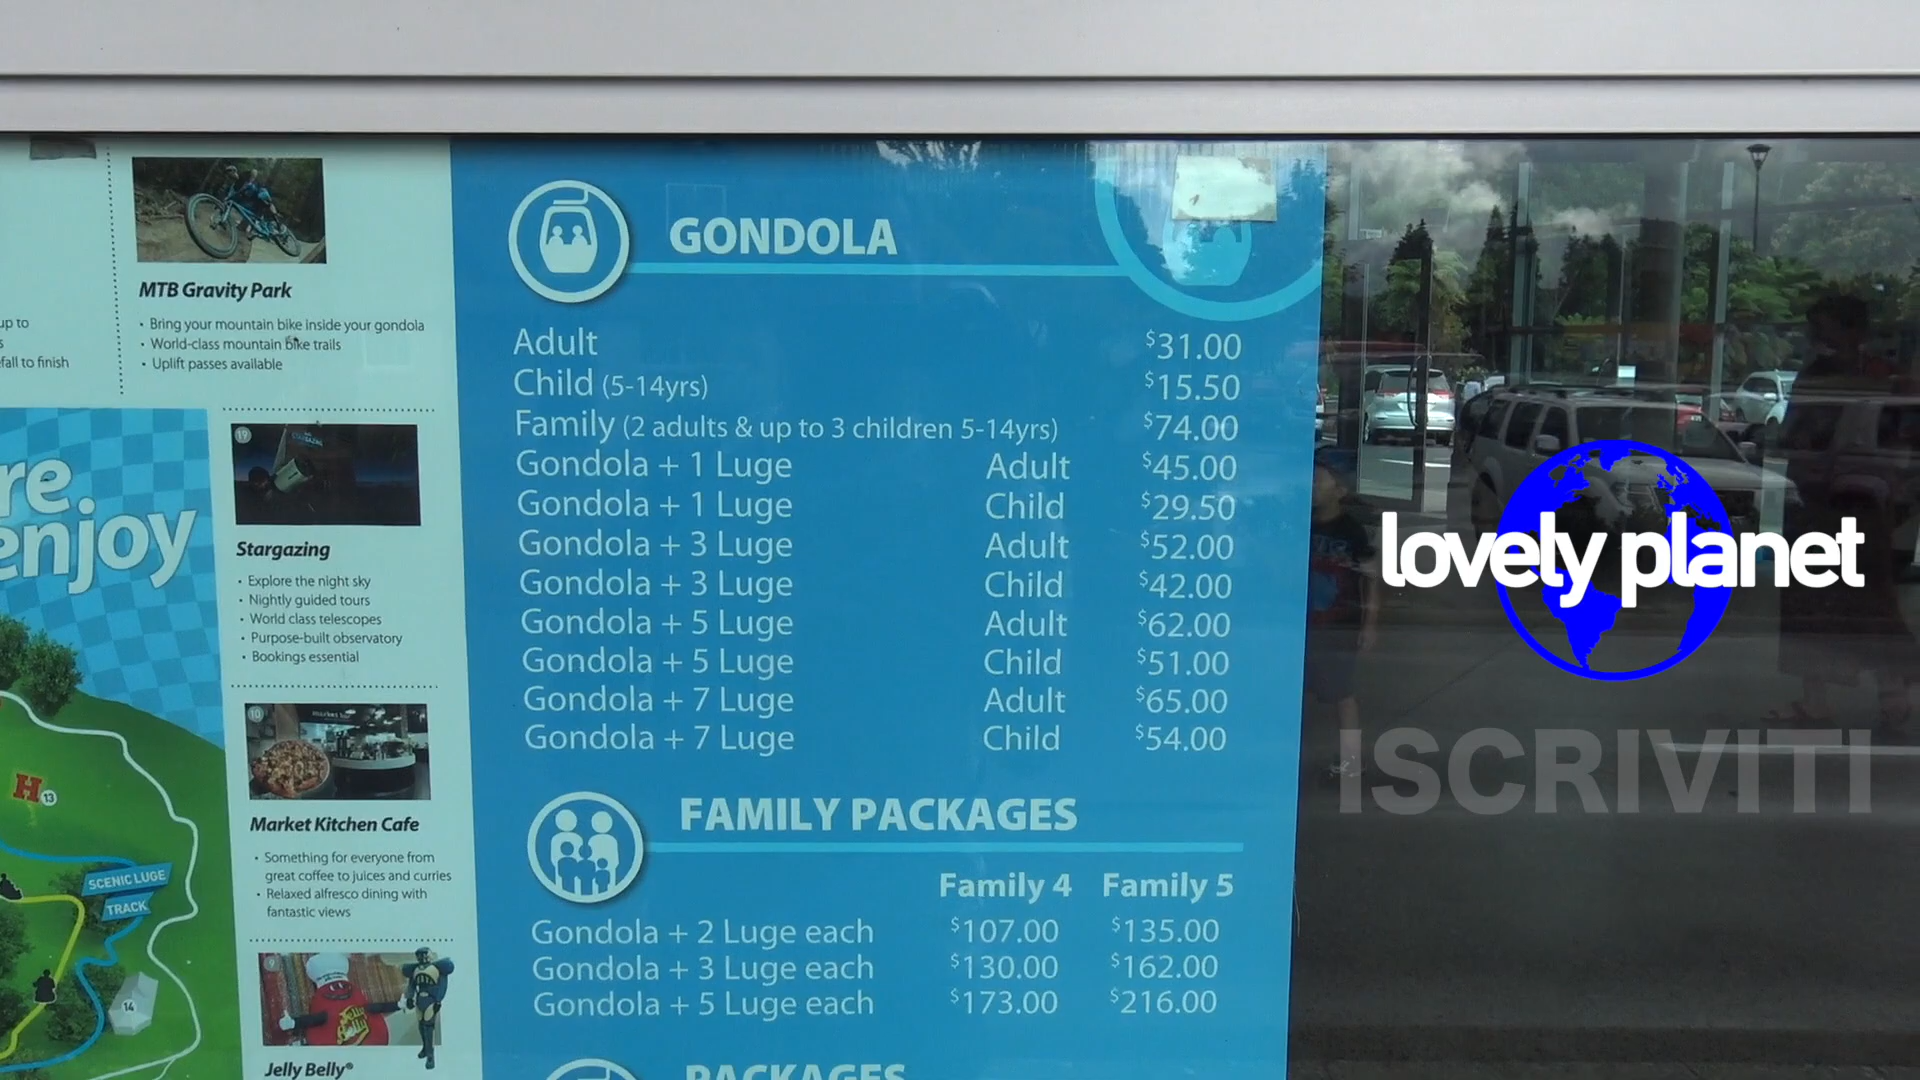 MTB Gravity Park
• Bring your mountain bike inside your gondola
• World-class mountain bike trails
• Uplift passes available
up to
fall to finish
re
enjoy
19
Stargazing
• Explore the night sky
• Nightly guided tours
• World class telescopes
• Purpose-built observatory
• Bookings essential
10
Market Kitchen Cafe
• Something for everyone from
great coffee to juices and curries
• Relaxed alfresco dining with
fantastic views
H 13
SCENIC LUGE
TRACK
14
Jelly Belly®
GONDOLA
Adult $31.00
Child (5-14yrs) $15.50
Family (2 adults & up to 3 children 5-14yrs) $74.00
Gondola + 1 Luge Adult $45.00
Gondola + 1 Luge Child $29.50
Gondola + 3 Luge Adult $52.00
Gondola + 3 Luge Child $42.00
Gondola + 5 Luge Adult $62.00
Gondola + 5 Luge Child $51.00
Gondola + 7 Luge Adult $65.00
Gondola + 7 Luge Child $54.00
FAMILY PACKAGES
Family 4 Family 5
Gondola + 2 Luge each $107.00 $135.00
Gondola + 3 Luge each $130.00 $162.00
Gondola + 5 Luge each $173.00 $216.00
PACKAGES
lovely planet
ISCRIVITI